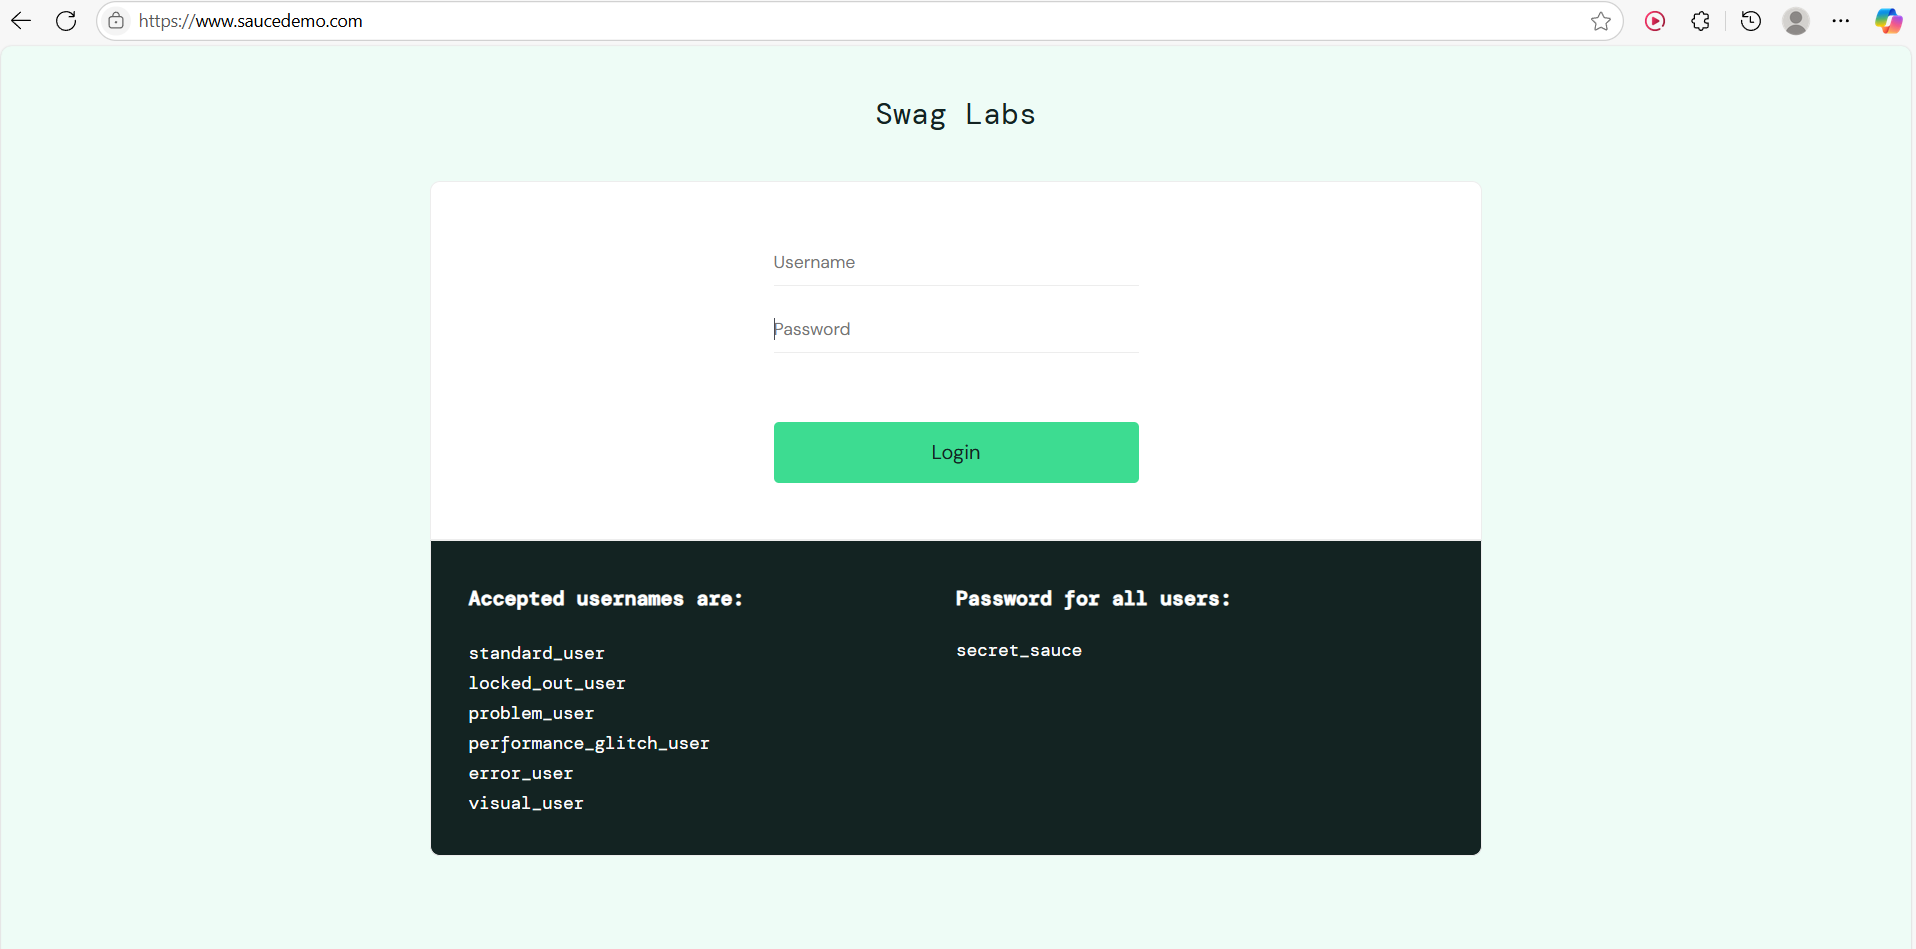 https://www.saucedemo.com
Swag Labs
Username
Password
Login
Accepted usernames are:
standard_user
locked_out_user
problem_user
performance_glitch_user
error_user
visual_user
Password for all users:
secret_sauce